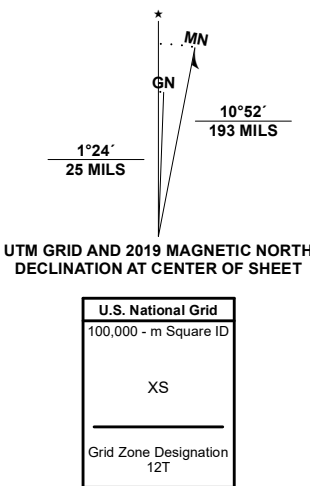 ★
MN
GN
10°52´
193 MILS
1°24´
25 MILS
UTM GRID AND 2019 MAGNETIC NORTH
DECLINATION AT CENTER OF SHEET
U.S. National Grid
100,000 - m Square ID
XS
Grid Zone Designation
12T